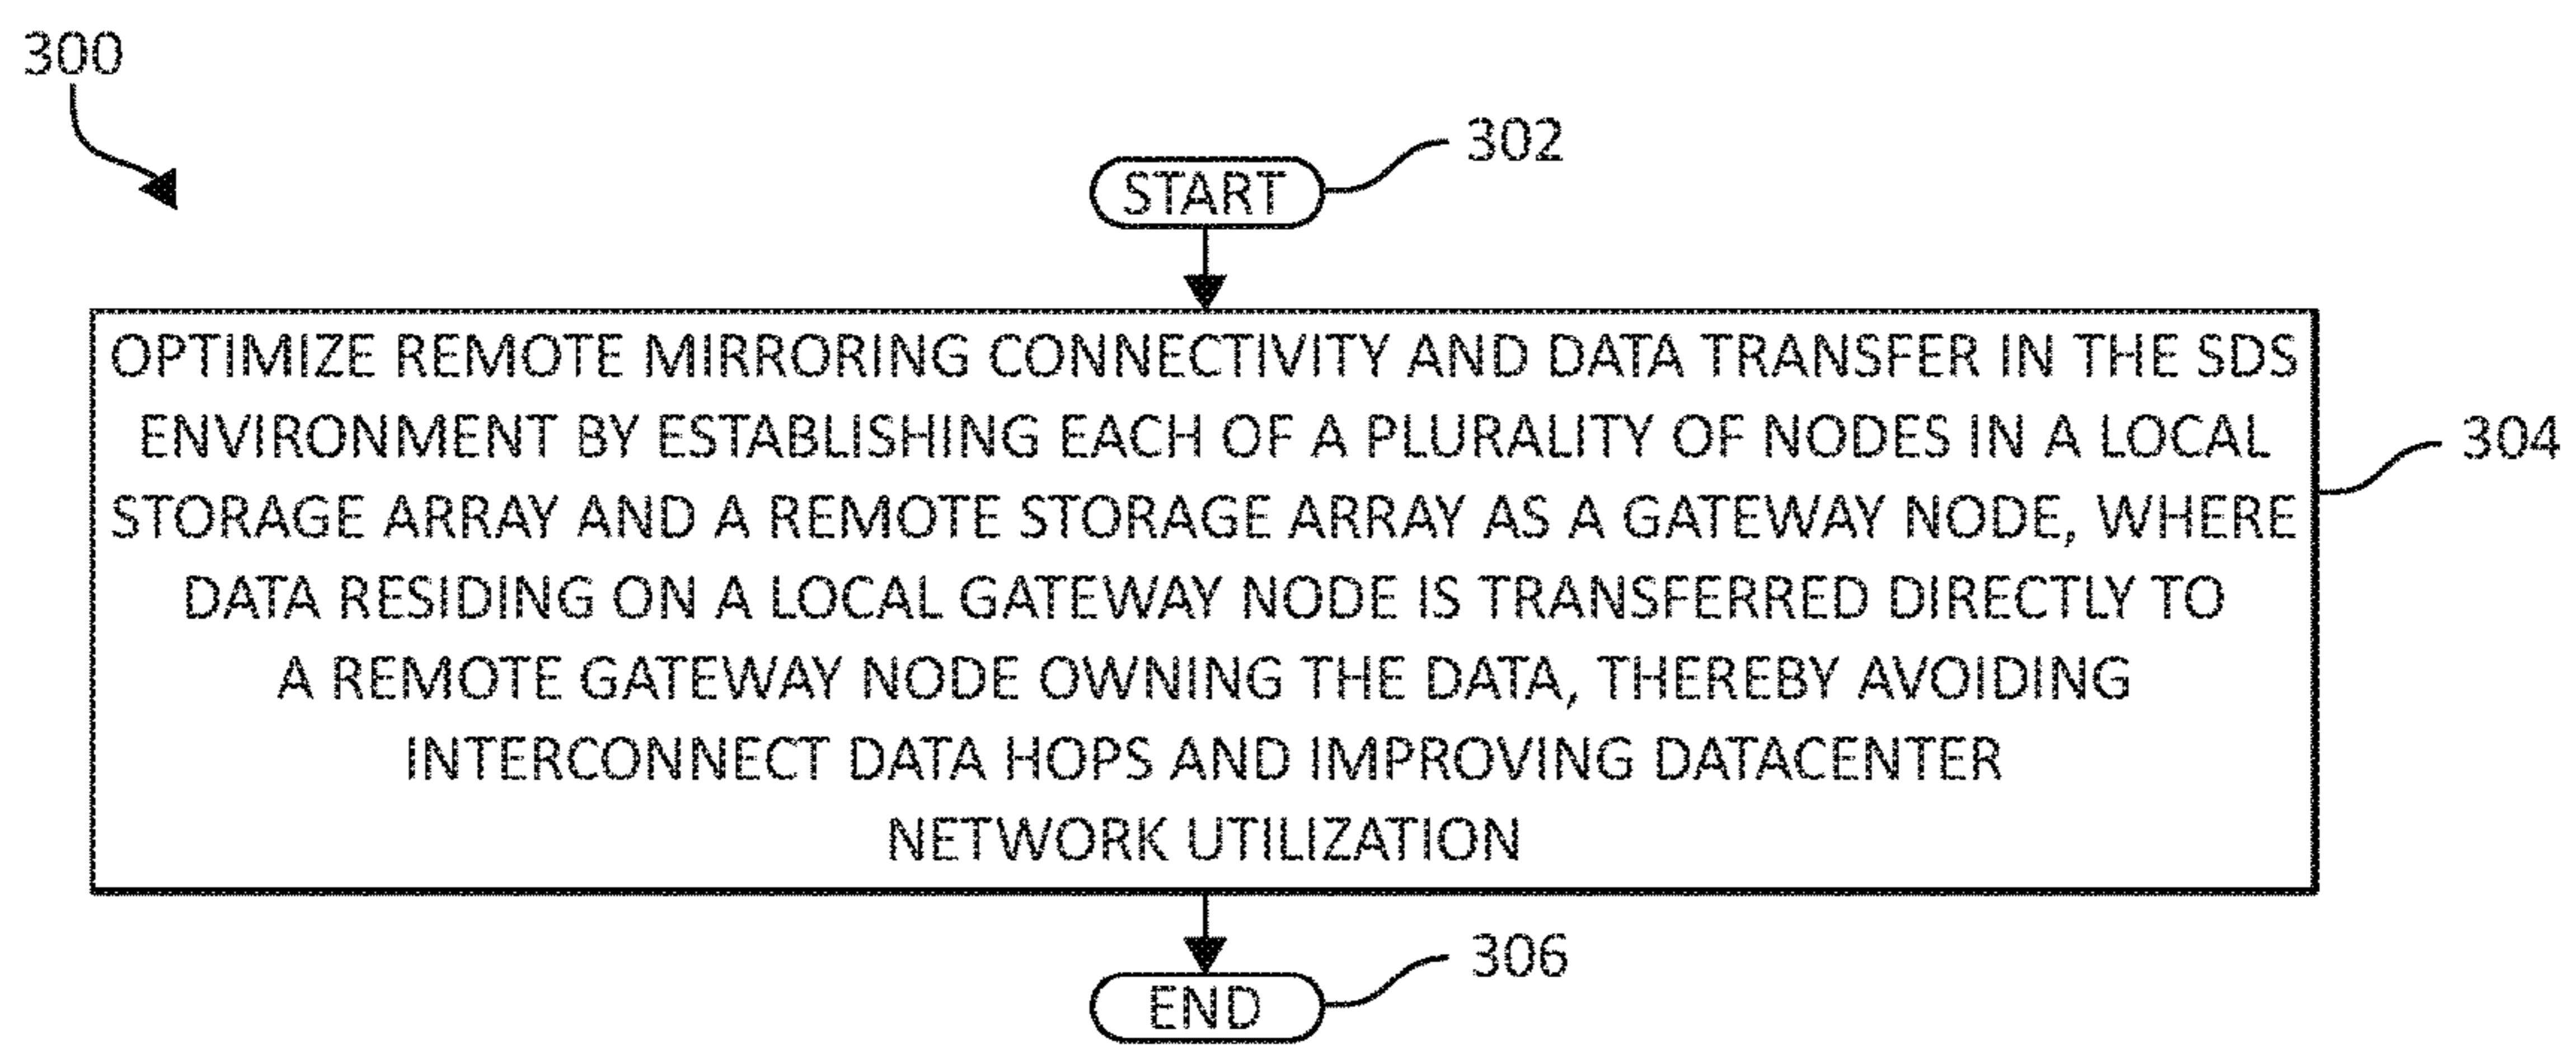 300
START
302
OPTIMIZE REMOTE MIRRORING CONNECTIVITY AND DATA TRANSFER IN THE SDS
ENVIRONMENT BY ESTABLISHING EACH OF A PLURALITY OF NODES IN A LOCAL
STORAGE ARRAY AND A REMOTE STORAGE ARRAY AS A GATEWAY NODE, WHERE
DATA RESIDING ON A LOCAL GATEWAY NODE IS TRANSFERRED DIRECTLY TO
A REMOTE GATEWAY NODE OWNING THE DATA, THEREBY AVOIDING
INTERCONNECT DATA HOPS AND IMPROVING DATACENTER
NETWORK UTILIZATION
304
END
306